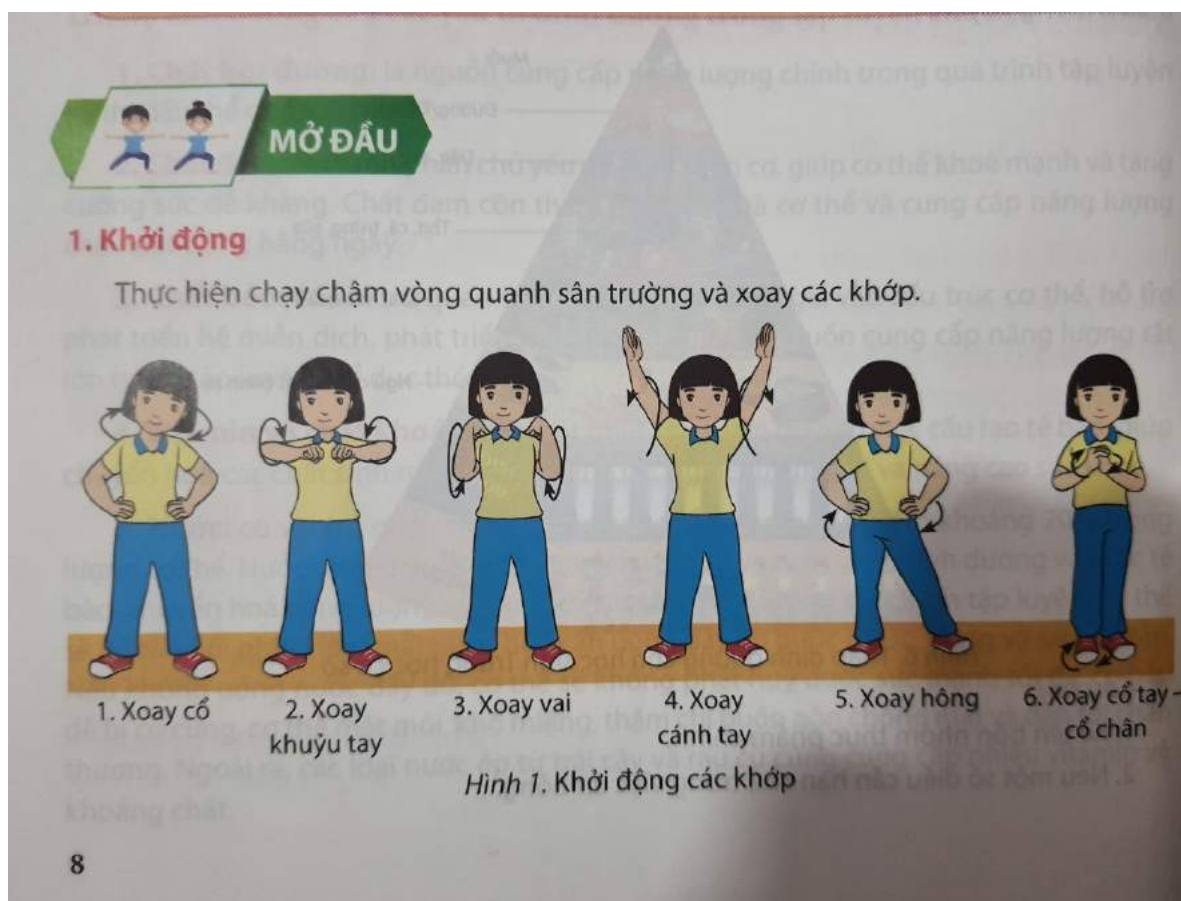 MỞ ĐẦU
1. Khởi động
Thực hiện chạy chậm vòng quanh sân trường và xoay các khớp.
1. Xoay cổ
2. Xoay
khuỷu tay
3. Xoay vai
4. Xoay
cánh tay
5. Xoay hông
6. Xoay cổ tay -
cổ chân
Hình 1. Khởi động các khớp
8